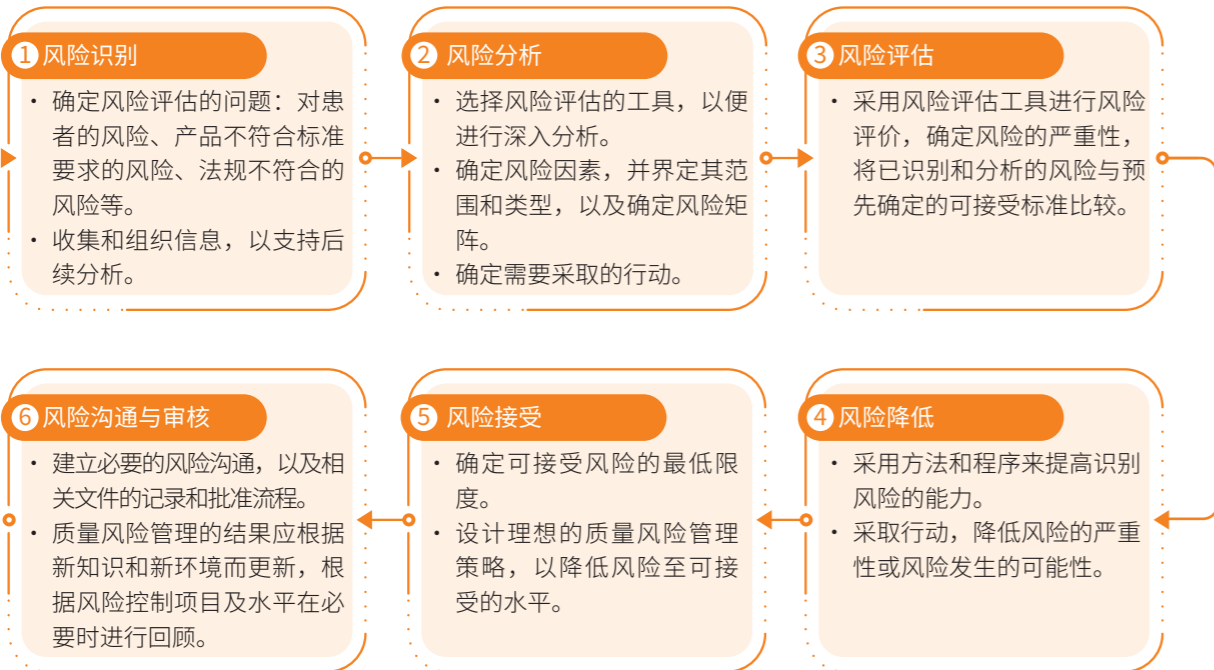 ①风险识别
· 确定风险评估的问题：对患
者的风险、产品不符合标准
要求的风险、法规不符合的
风险等。
· 收集和组织信息，以支持后
续分析。
② 风险分析
· 选择风险评估的工具，以便
进行深入分析。
· 确定风险因素，并界定其范
围和类型，以及确定风险矩
阵。
· 确定需要采取的行动。
③风险评估
· 采用风险评估工具进行风险
评价，确定风险的严重性，
将已识别和分析的风险与预
先确定的可接受标准比较。
④风险降低
· 采用方法和程序来提高识别
风险的能力。
· 采取行动，降低风险的严重
性或风险发生的可能性。
⑤ 风险接受
· 确定可接受风险的最低限
度。
· 设计理想的质量风险管理
策略，以降低风险至可接
受的水平。
⑥风险沟通与审核
· 建立必要的风险沟通，以及相
关文件的记录和批准流程。
· 质量风险管理的结果应根据
新知识和新环境而更新，根
据风险控制项目及水平在必
要时进行回顾。